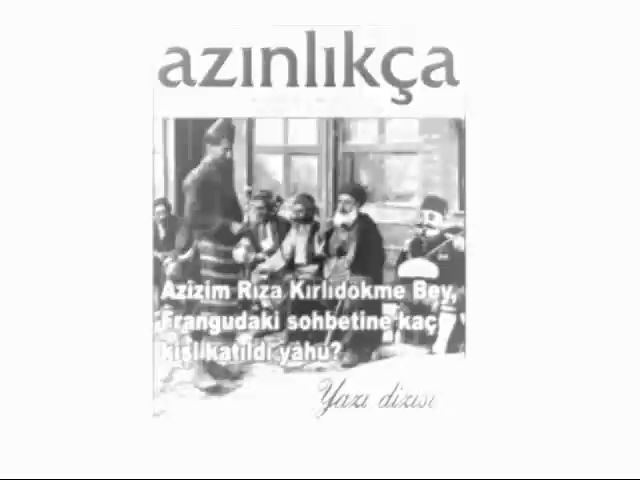 azınlıkça
Azizim Rıza Kırlıdökme Bey,
Frangudaki sohbetine kaç
kişi katıldı yahu?
Yazı dizisi